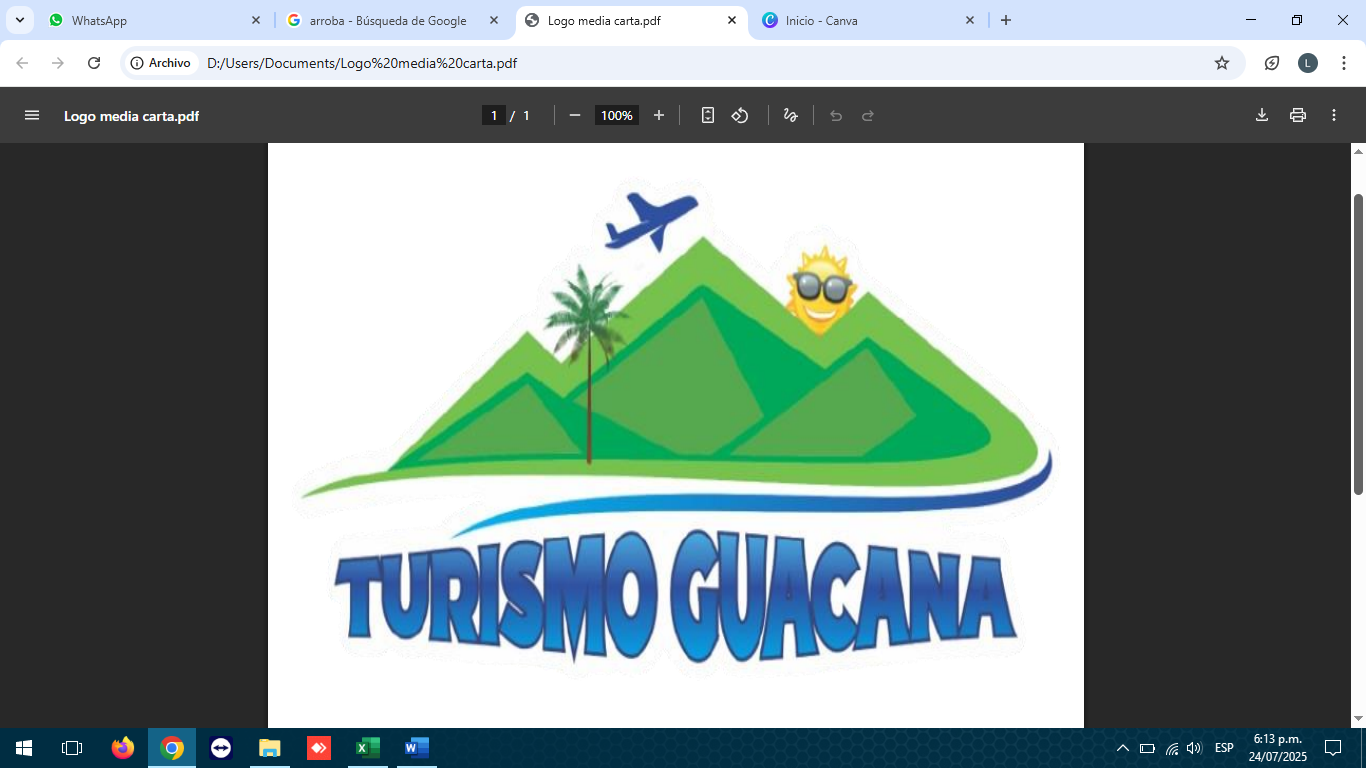 WhatsApp
arroba - Búsqueda de Google
Logo media carta.pdf
Inicio - Canva
Archivo
D:/Users/Documents/Logo%20media%20carta.pdf
L
Logo media carta.pdf
1 / 1
100%
TURISMO GUACANA
ESP
6:13 p.m.
24/07/2025